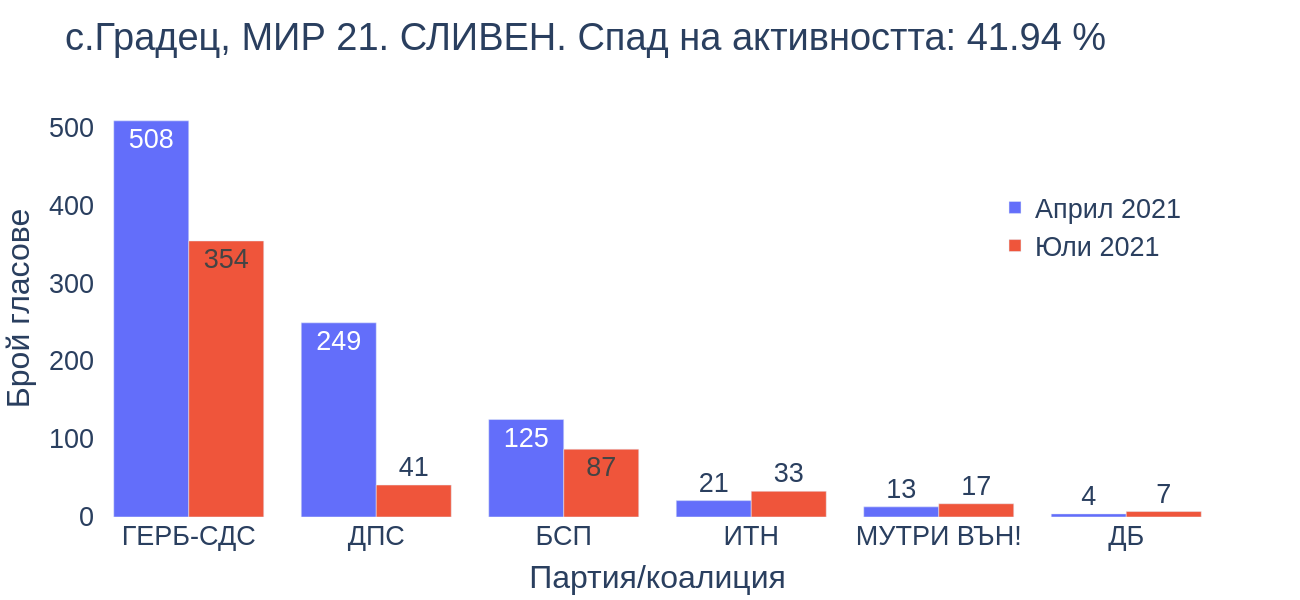 с.Градец, МИР 21. СЛИВЕН. Спад на активността: 41.94 %
Брой гласове
500
400
300
200
100
0
508
354
249
41
125
87
21
33
13
17
4
7
Април 2021
Юли 2021
ГЕРБ-СДС
ДПС
БСП
ИТН
МУТРИ ВЪН!
ДБ
Партия/коалиция